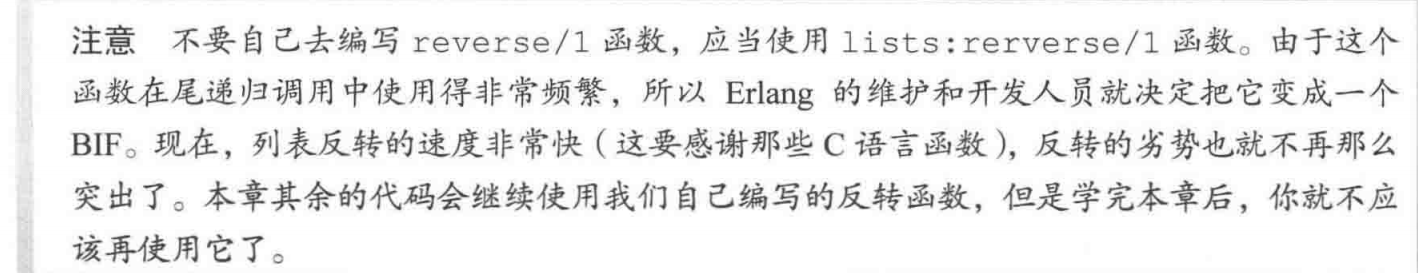 注意 不要自己去编写 reverse/1 函数，应当使用 lists:rerverse/1 函数。由于这个
函数在尾递归调用中使用得非常频繁，所以 Erlang 的维护和开发人员就决定把它变成一个
BIF。现在，列表反转的速度非常快（这要感谢那些 C 语言函数），反转的劣势也就不再那么
突出了。本章其余的代码会继续使用我们自己编写的反转函数，但是学完本章后，你就不应
该再使用它了。